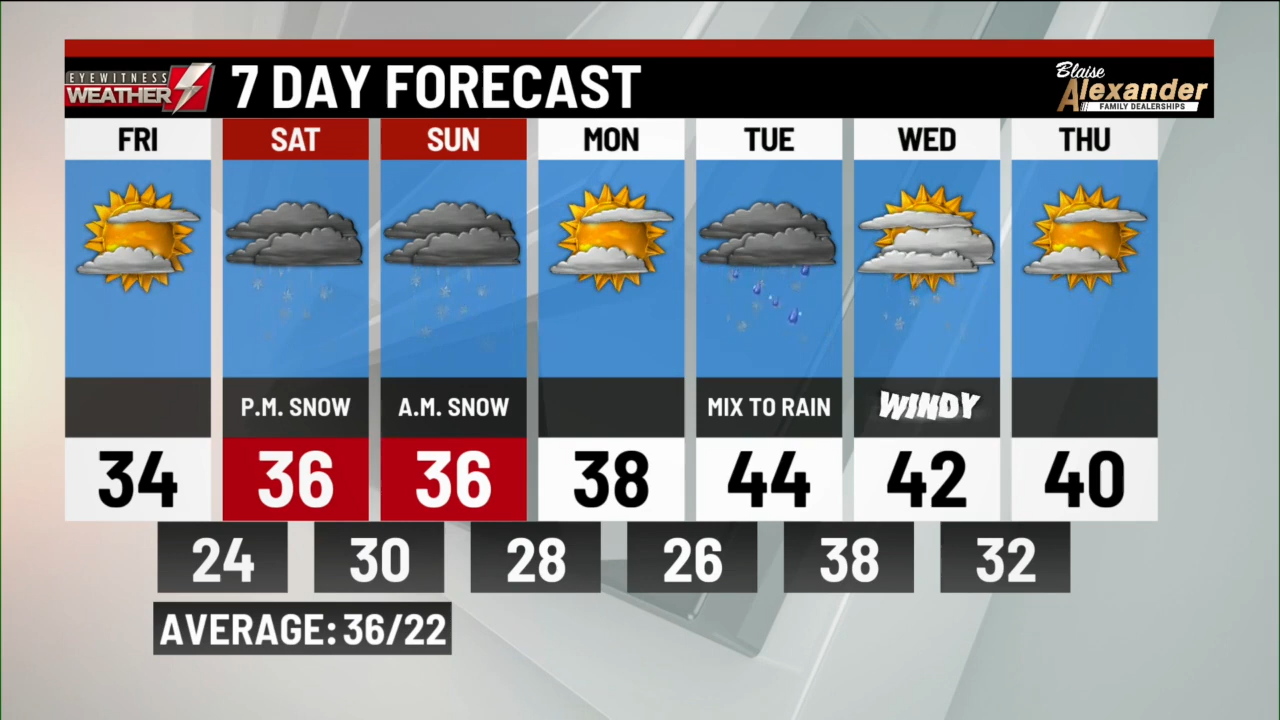 EYEWITNESS
WEATHER
7 DAY FORECAST
Blaise
Alexander
FAMILY DEALERSHIPS
FRI SAT SUN MON TUE WED THU
P.M. SNOW A.M. SNOW MIX TO RAIN WINDY
34 36 36 38 44 42 40
24 30 28 26 38 32
AVERAGE: 36/22